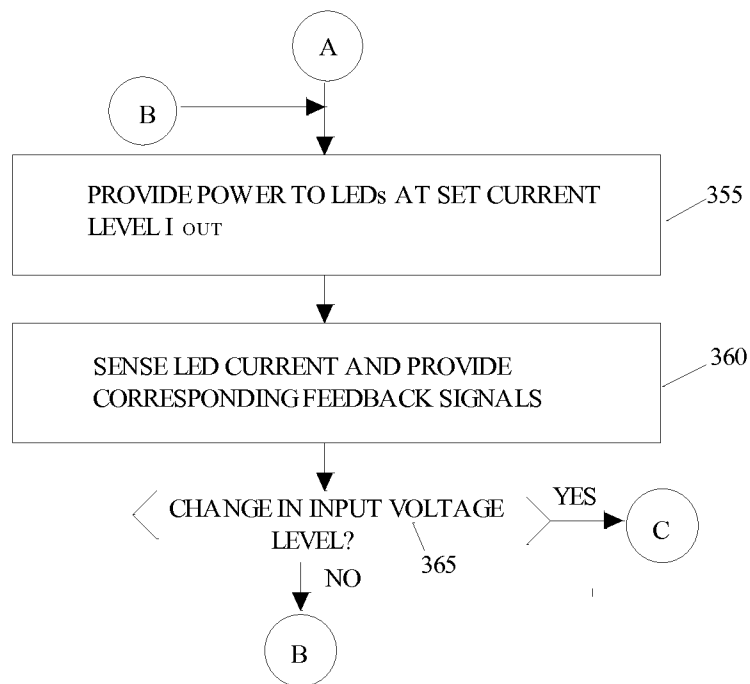 A
B
PROVIDE POWER TO LEDs AT SET CURRENT
LEVEL I OUT
355
SENSE LED CURRENT AND PROVIDE
CORRESPONDING FEEDBACK SIGNALS
360
CHANGE IN INPUT VOLTAGE
LEVEL?
365
YES
C
NO
B